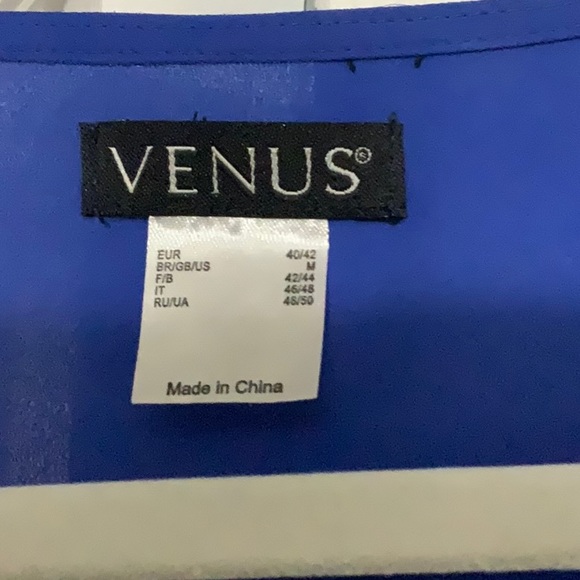 VENUS®
EUR 40/42
BR/GB/US M
F/B 42/44
IT 46/48
RU/UA 48/50
Made in China